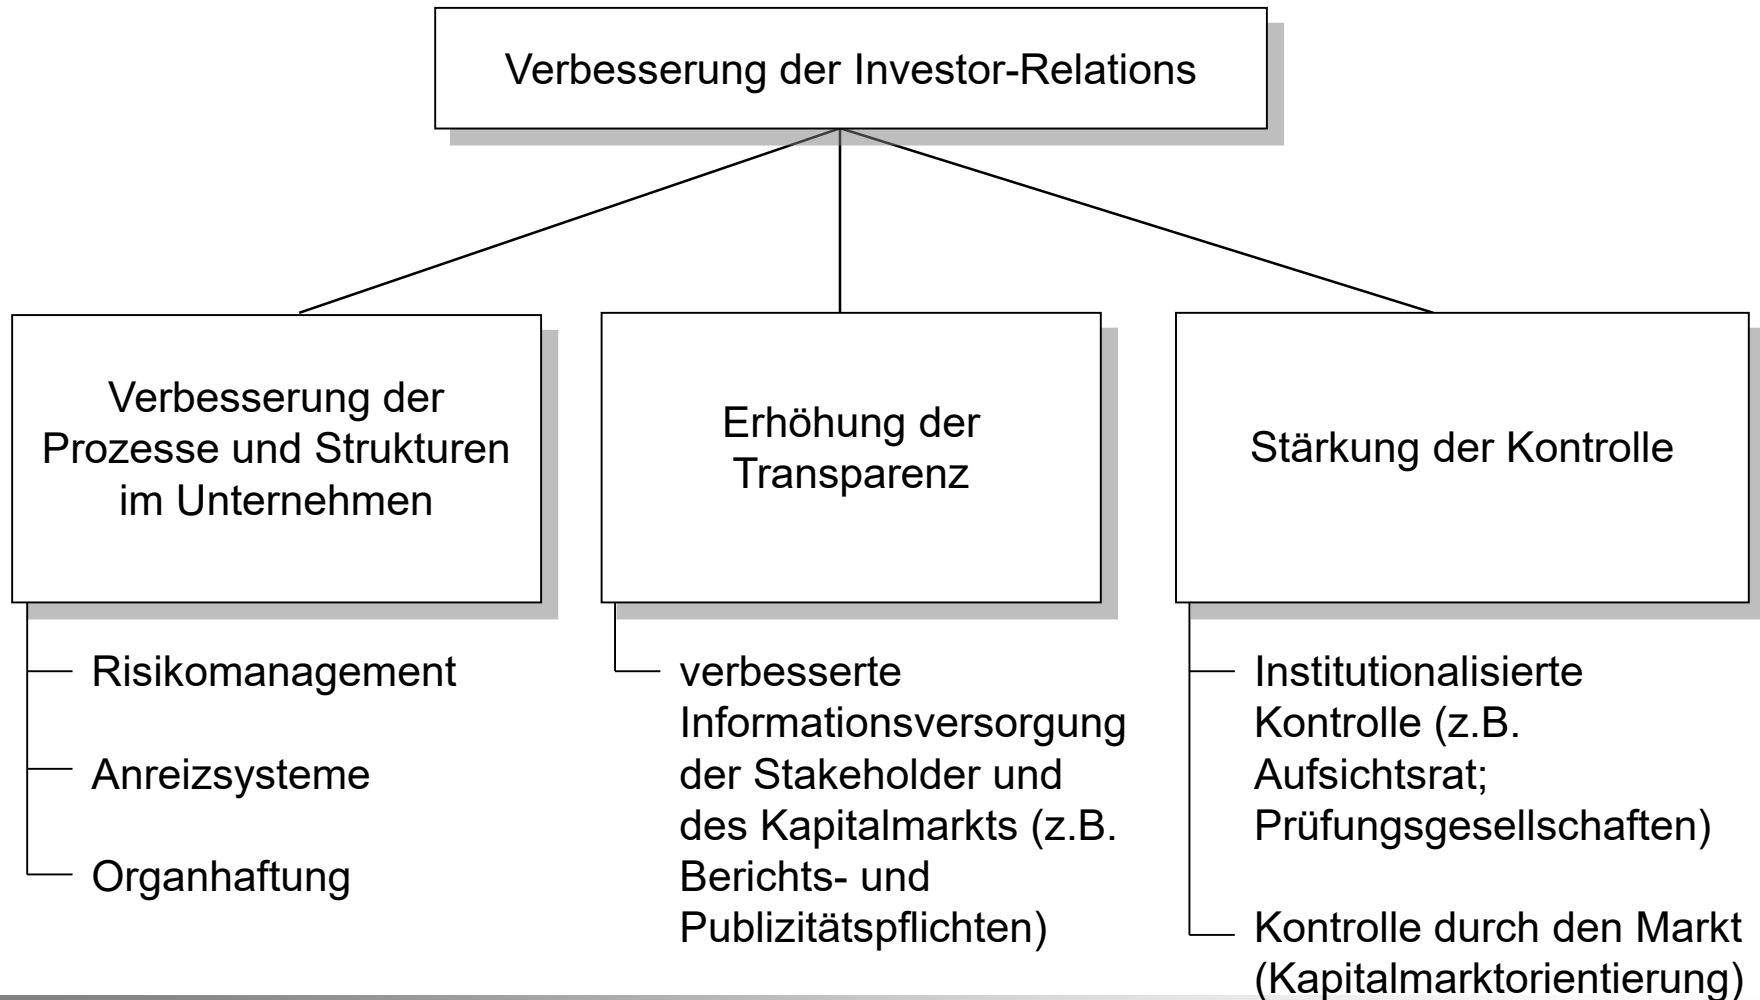 Verbesserung der Investor-Relations
Verbesserung der
Prozesse und Strukturen
im Unternehmen
Erhöhung der
Transparenz
Stärkung der Kontrolle
Risikomanagement
Anreizsysteme
Organhaftung
verbesserte
Informationsversorgung
der Stakeholder und
des Kapitalmarkts (z.B.
Berichts- und
Publizitätspflichten)
Institutionalisierte
Kontrolle (z.B.
Aufsichtsrat;
Prüfungsgesellschaften)
Kontrolle durch den Markt
(Kapitalmarktorientierung)